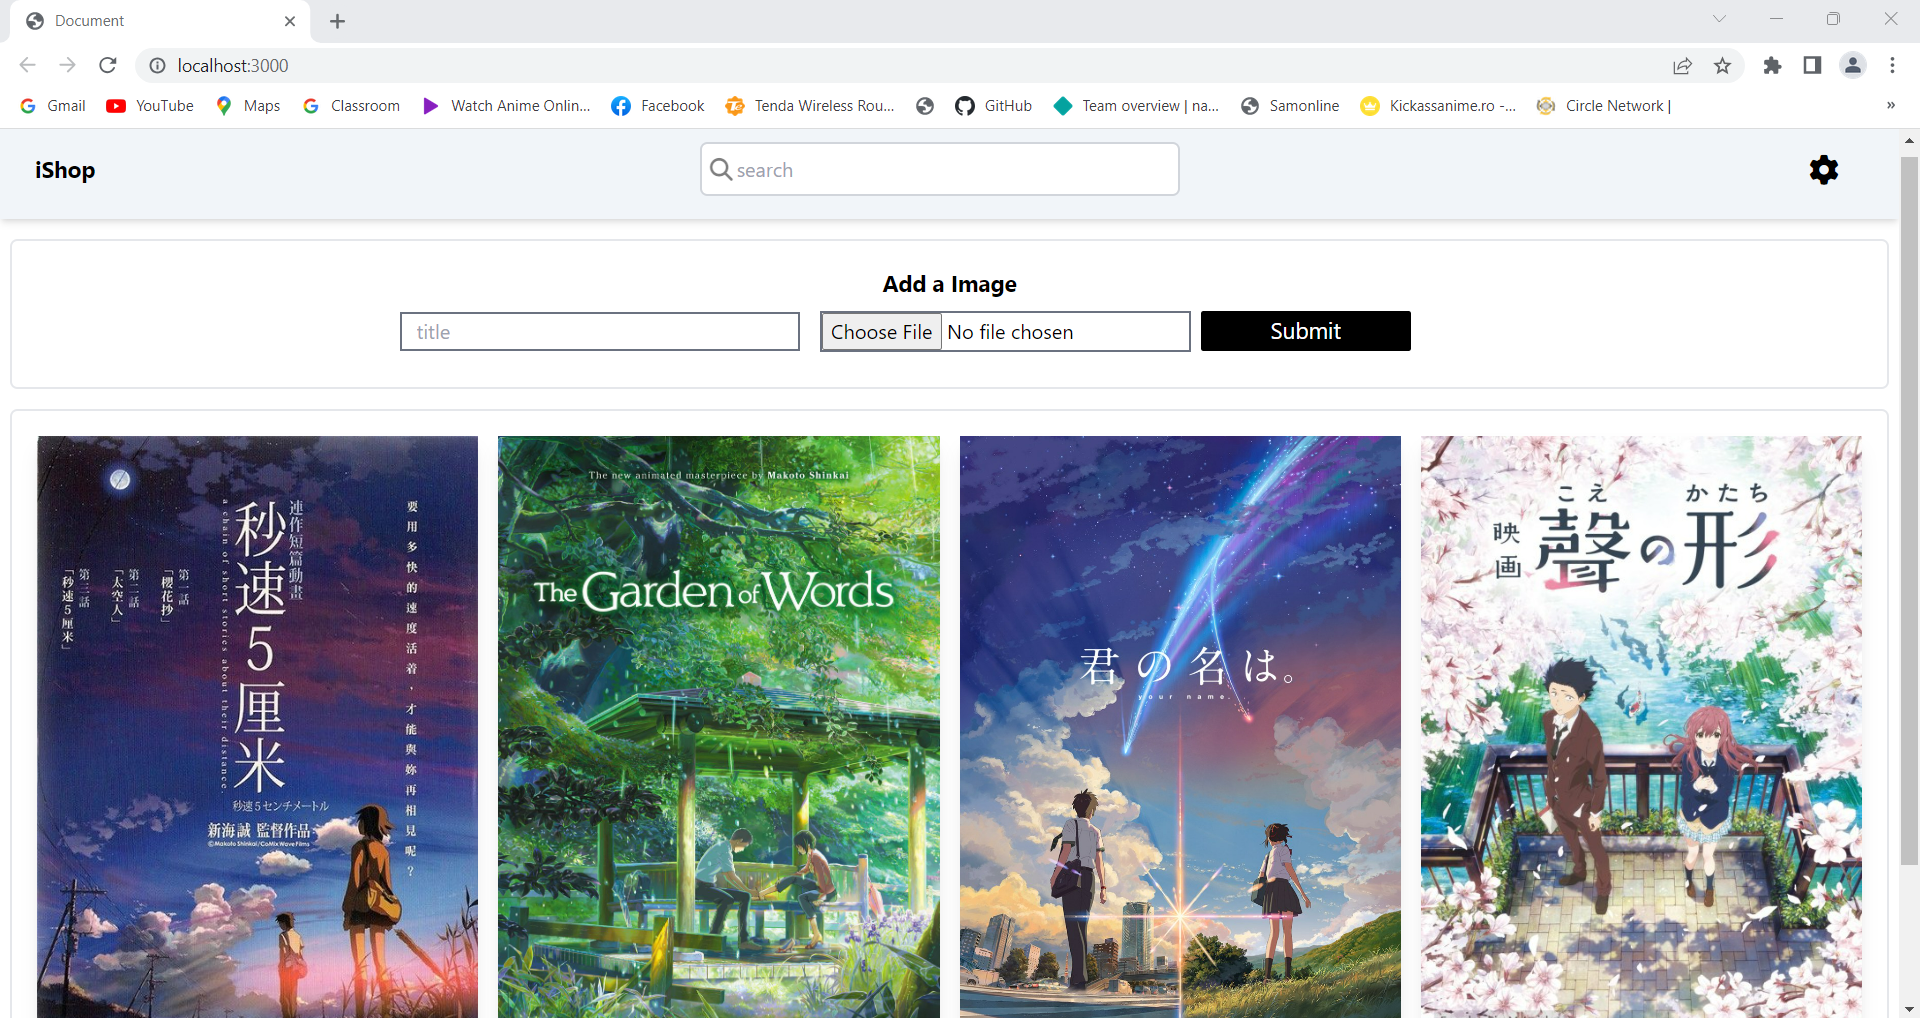 Document
localhost:3000
Gmail
YouTube
Maps
Classroom
Watch Anime Onlin...
Facebook
Tenda Wireless Rou...
GitHub
Team overview | na...
Samonline
Kickassanime.ro -...
Circle Network |
»
iShop
search
Add a Image
title
Choose File No file chosen
Submit
要用多快的速度活着，才能與妳再相見呢？
連作短篇動畫
秒速5厘米
a chain of short stories about their distance.
第一話
「櫻花抄」
第二話
「太空人」
第三話
「秒速5厘米」
秒速5センチメートル
新海誠 監督作品
©Makoto Shinkai/CoMix Wave Films
The new animated masterpiece by Makoto Shinkai
The Garden of Words
君の名は。
your name.
こえ かたち
映画
聲の形